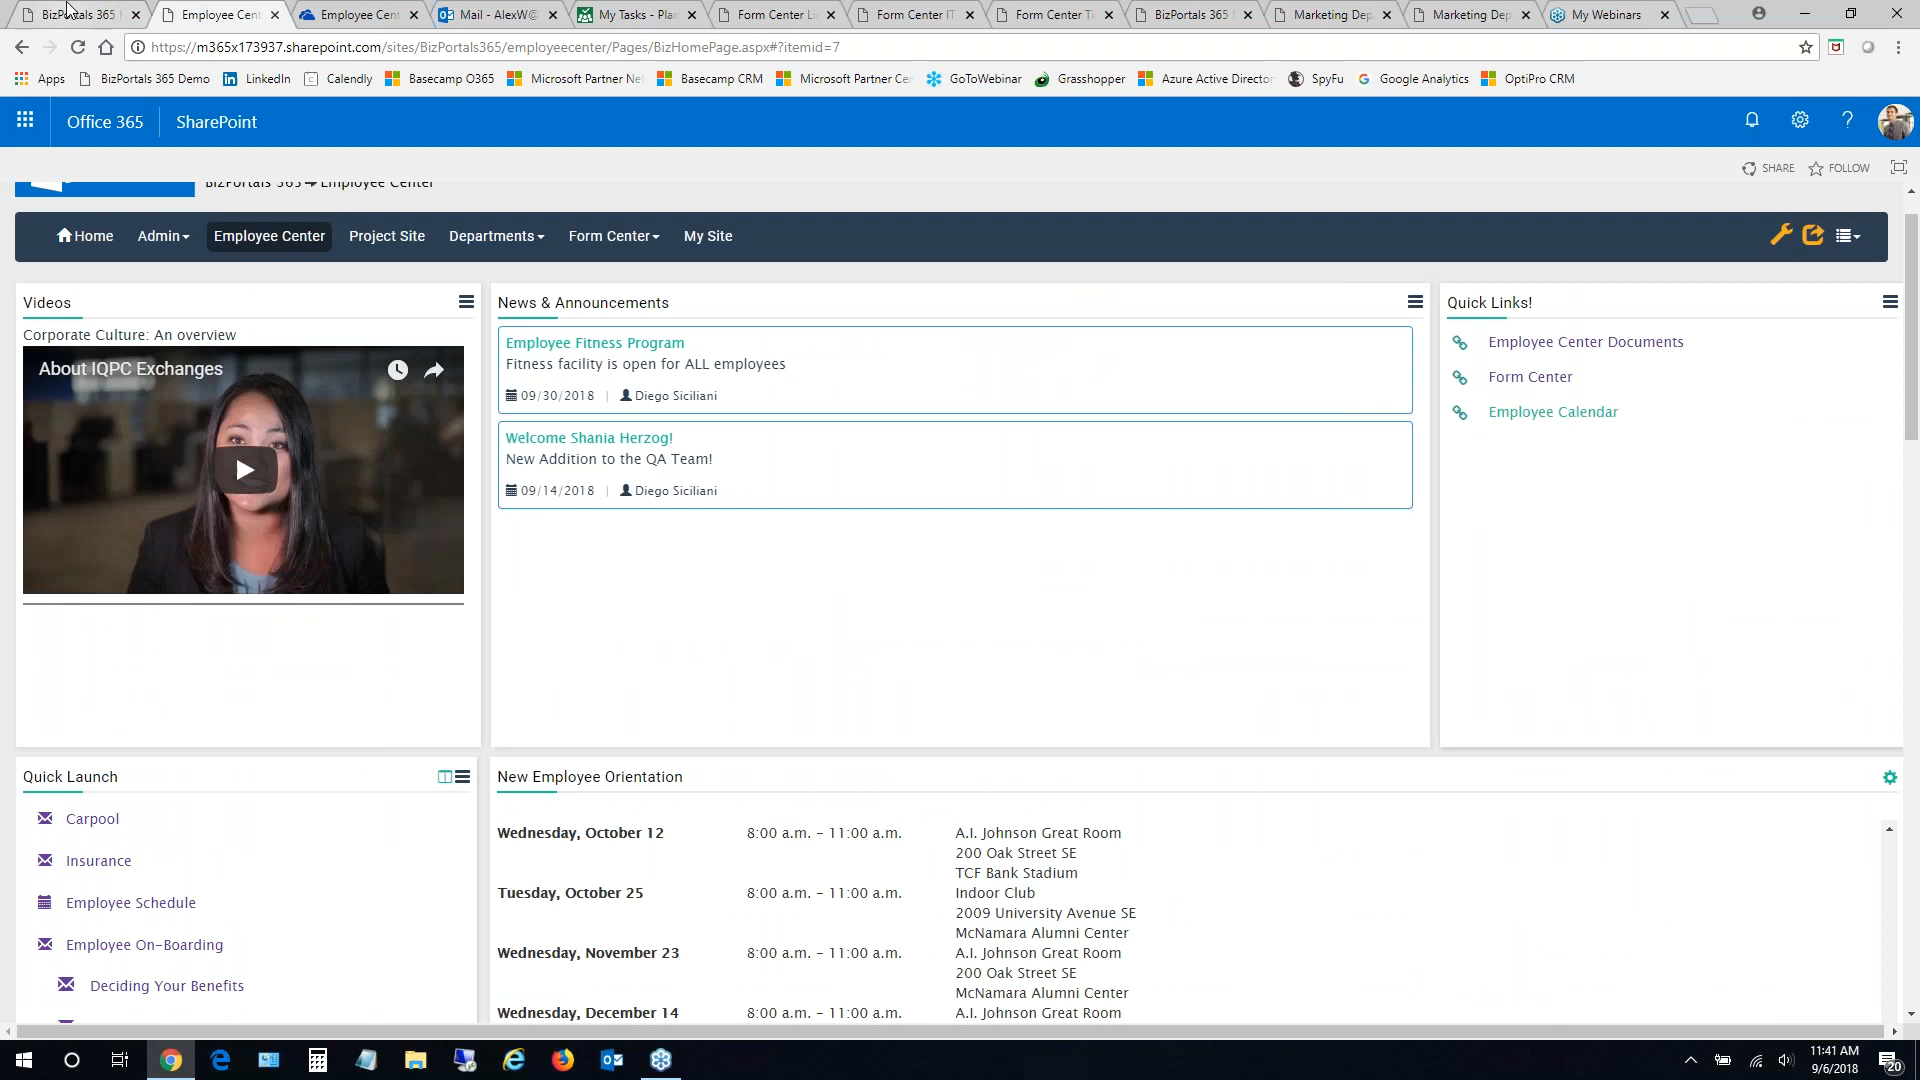 BizPortals 365
Employee Cent
Employee Cent
Mail - AlexW@
My Tasks - Plan
Form Center Li
Form Center IT
Form Center Ti
BizPortals 365
Marketing Dep
Marketing Dep
My Webinars
https://m365x173937.sharepoint.com/sites/BizPortals365/employeecenter/Pages/BizHomePage.aspx#?itemid=7
Apps
BizPortals 365 Demo
LinkedIn
Calendly
Basecamp O365
Microsoft Partner Ne
Basecamp CRM
Microsoft Partner Cen
GoToWebinar
Grasshopper
Azure Active Director
SpyFu
Google Analytics
OptiPro CRM
Office 365
SharePoint
SHARE
FOLLOW
BizPortals 365 ➔ Employee Center
Home
Admin
Employee Center
Project Site
Departments
Form Center
My Site
Videos
Corporate Culture: An overview
About IQPC Exchanges
News & Announcements
Employee Fitness Program
Fitness facility is open for ALL employees
09/30/2018 | Diego Siciliani
Welcome Shania Herzog!
New Addition to the QA Team!
09/14/2018 | Diego Siciliani
Quick Links!
Employee Center Documents
Form Center
Employee Calendar
Quick Launch
Carpool
Insurance
Employee Schedule
Employee On-Boarding
Deciding Your Benefits
New Employee Orientation
Wednesday, October 12 8:00 a.m. - 11:00 a.m. A.I. Johnson Great Room
200 Oak Street SE
TCF Bank Stadium
Tuesday, October 25 8:00 a.m. - 11:00 a.m. Indoor Club
2009 University Avenue SE
McNamara Alumni Center
Wednesday, November 23 8:00 a.m. - 11:00 a.m. A.I. Johnson Great Room
200 Oak Street SE
McNamara Alumni Center
Wednesday, December 14 8:00 a.m. - 11:00 a.m. A.I. Johnson Great Room
11:41 AM
9/6/2018
20